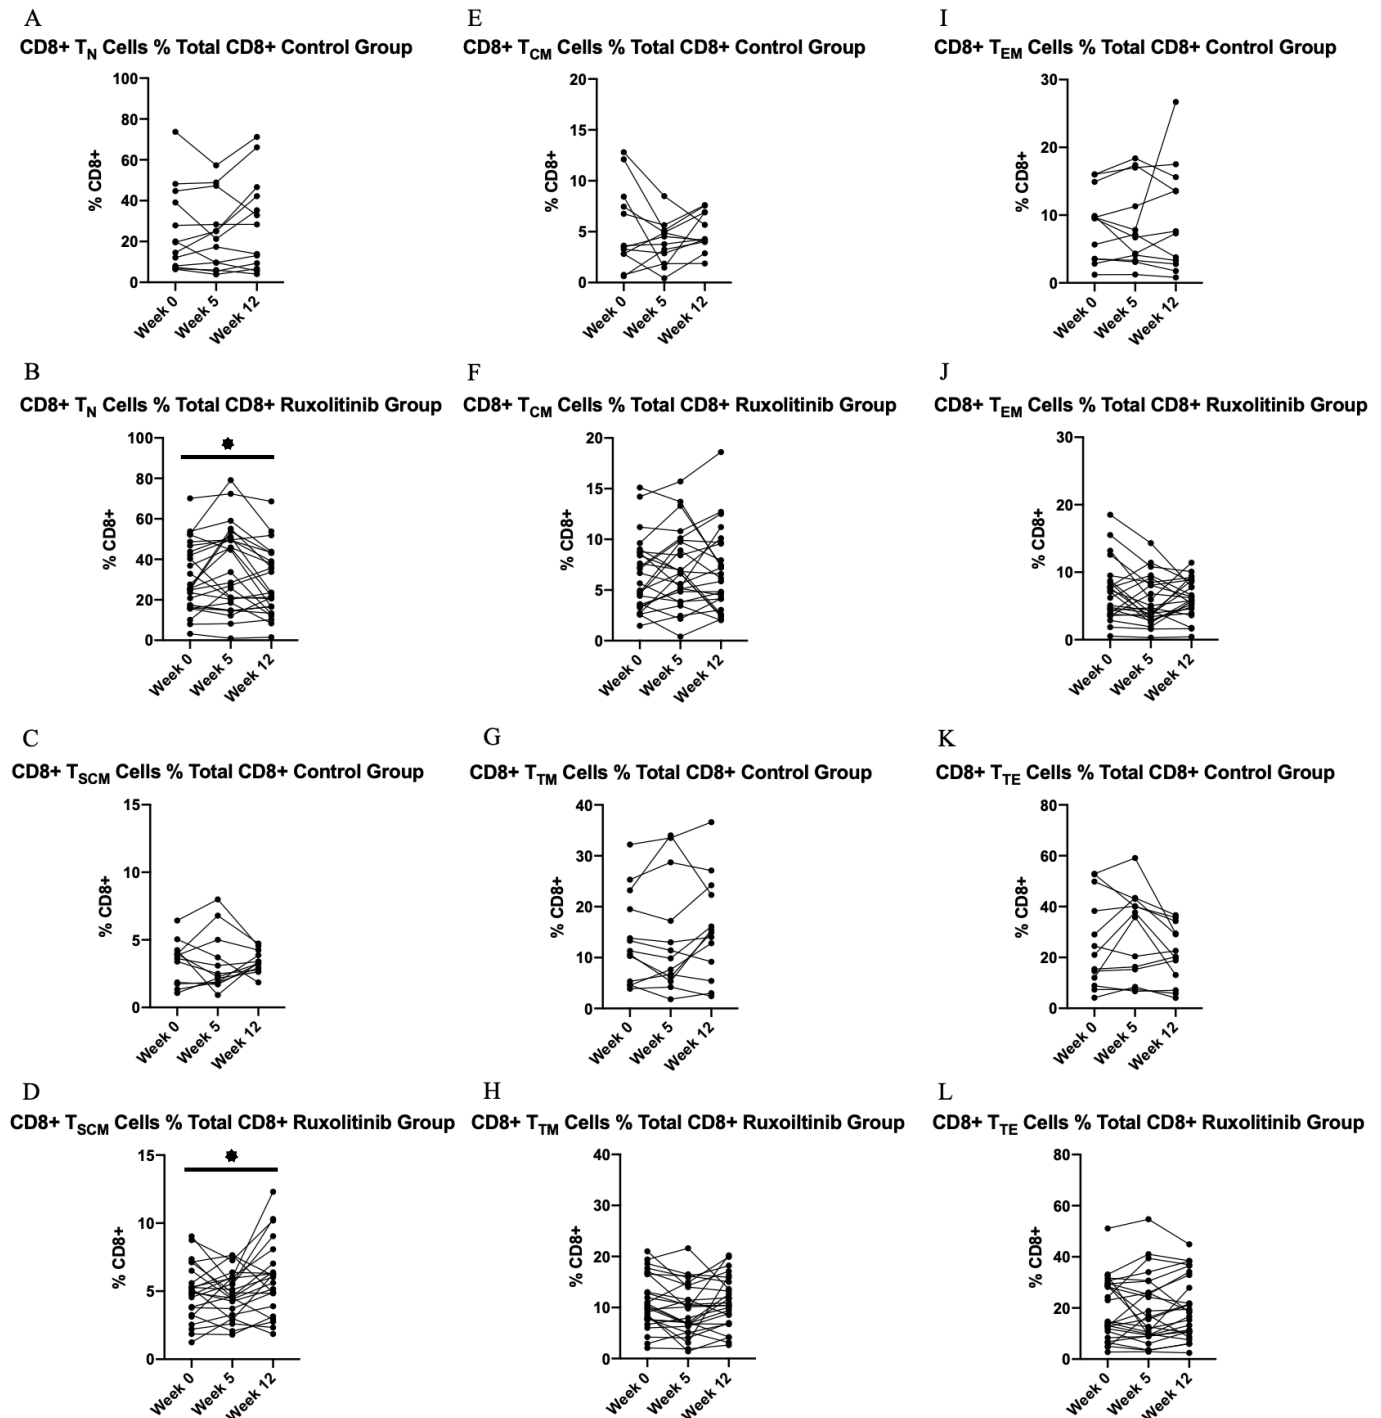 A
CD8+ TN Cells % Total CD8+ Control Group
% CD8+
100
80
60
40
20
0
Week 0
Week 5
Week 12
E
CD8+ TCM Cells % Total CD8+ Control Group
% CD8+
20
15
10
5
0
Week 0
Week 5
Week 12
I
CD8+ TEM Cells % Total CD8+ Control Group
% CD8+
30
20
10
0
Week 0
Week 5
Week 12
B
CD8+ TN Cells % Total CD8+ Ruxolitinib Group
% CD8+
100
80
60
40
20
0
Week 0
Week 5
Week 12
F
CD8+ TCM Cells % Total CD8+ Ruxolitinib Group
% CD8+
20
15
10
5
0
Week 0
Week 5
Week 12
J
CD8+ TEM Cells % Total CD8+ Ruxolitinib Group
% CD8+
30
20
10
0
Week 0
Week 5
Week 12
C
CD8+ TSCM Cells % Total CD8+ Control Group
% CD8+
15
10
5
0
Week 0
Week 5
Week 12
G
CD8+ TTM Cells % Total CD8+ Control Group
% CD8+
40
30
20
10
0
Week 0
Week 5
Week 12
K
CD8+ TTE Cells % Total CD8+ Control Group
% CD8+
80
60
40
20
0
Week 0
Week 5
Week 12
D
CD8+ TSCM Cells % Total CD8+ Ruxolitinib Group
% CD8+
15
10
5
0
Week 0
Week 5
Week 12
H
CD8+ TTM Cells % Total CD8+ Ruxoiltinib Group
% CD8+
40
30
20
10
0
Week 0
Week 5
Week 12
L
CD8+ TTE Cells % Total CD8+ Ruxolitinib Group
% CD8+
80
60
40
20
0
Week 0
Week 5
Week 12